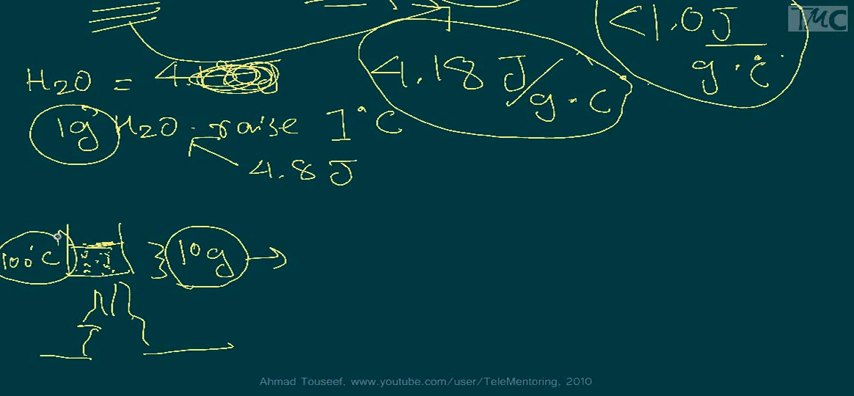 <1.0 J
g·c°
TMC
H2O = 4.1
4.18 J/g·c
1g H2O raise 1°C
4.8 J
100°C
10g
Ahmad Touseef, www.youtube.com/user/TeleMentoring, 2010